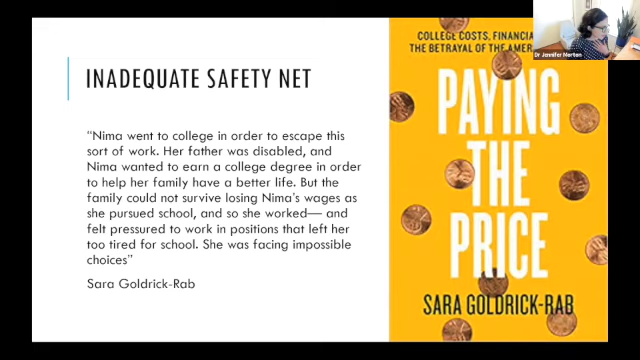 INADEQUATE SAFETY NET
“Nima went to college in order to escape this
sort of work. Her father was disabled, and
Nima wanted to earn a college degree in order
to help her family have a better life. But the
family could not survive losing Nima’s wages as
she pursued school, and so she worked— and
felt pressured to work in positions that left her
too tired for school. She was facing impossible
choices”
Sara Goldrick-Rab
COLLEGE COSTS, FINANCIA
THE BETRAYAL OF THE AMER
PAYING
THE
PRICE
SARA GOLDRICK-RAB
Dr Jennifer Morton